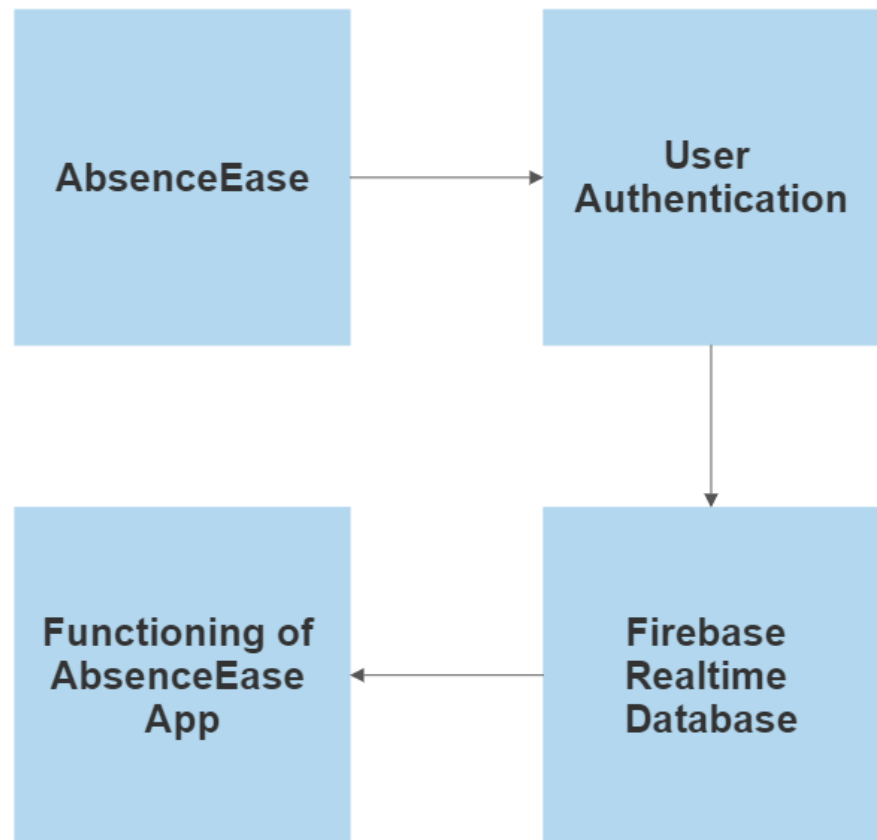 AbsenceEase
User
Authentication
Functioning of
AbsenceEase
App
Firebase
Realtime
Database